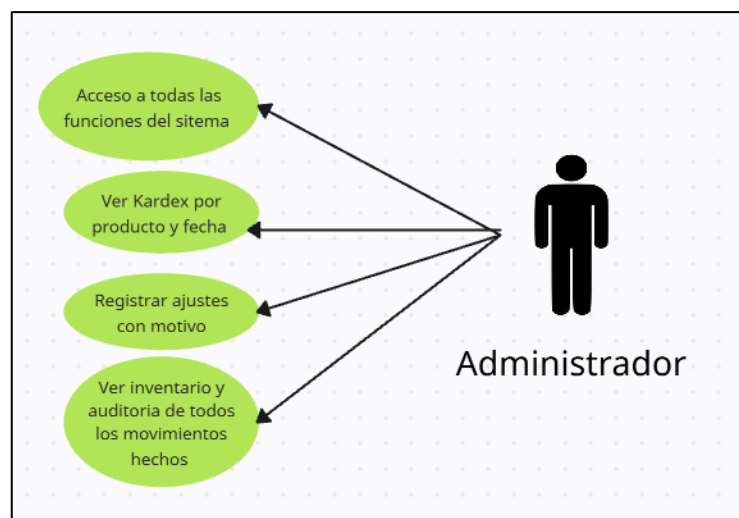 Acceso a todas las
funciones del sitema
Ver Kardex por
producto y fecha
Registrar ajustes
con motivo
Ver inventario y
auditoria de todos
los movimientos
hechos
Administrador